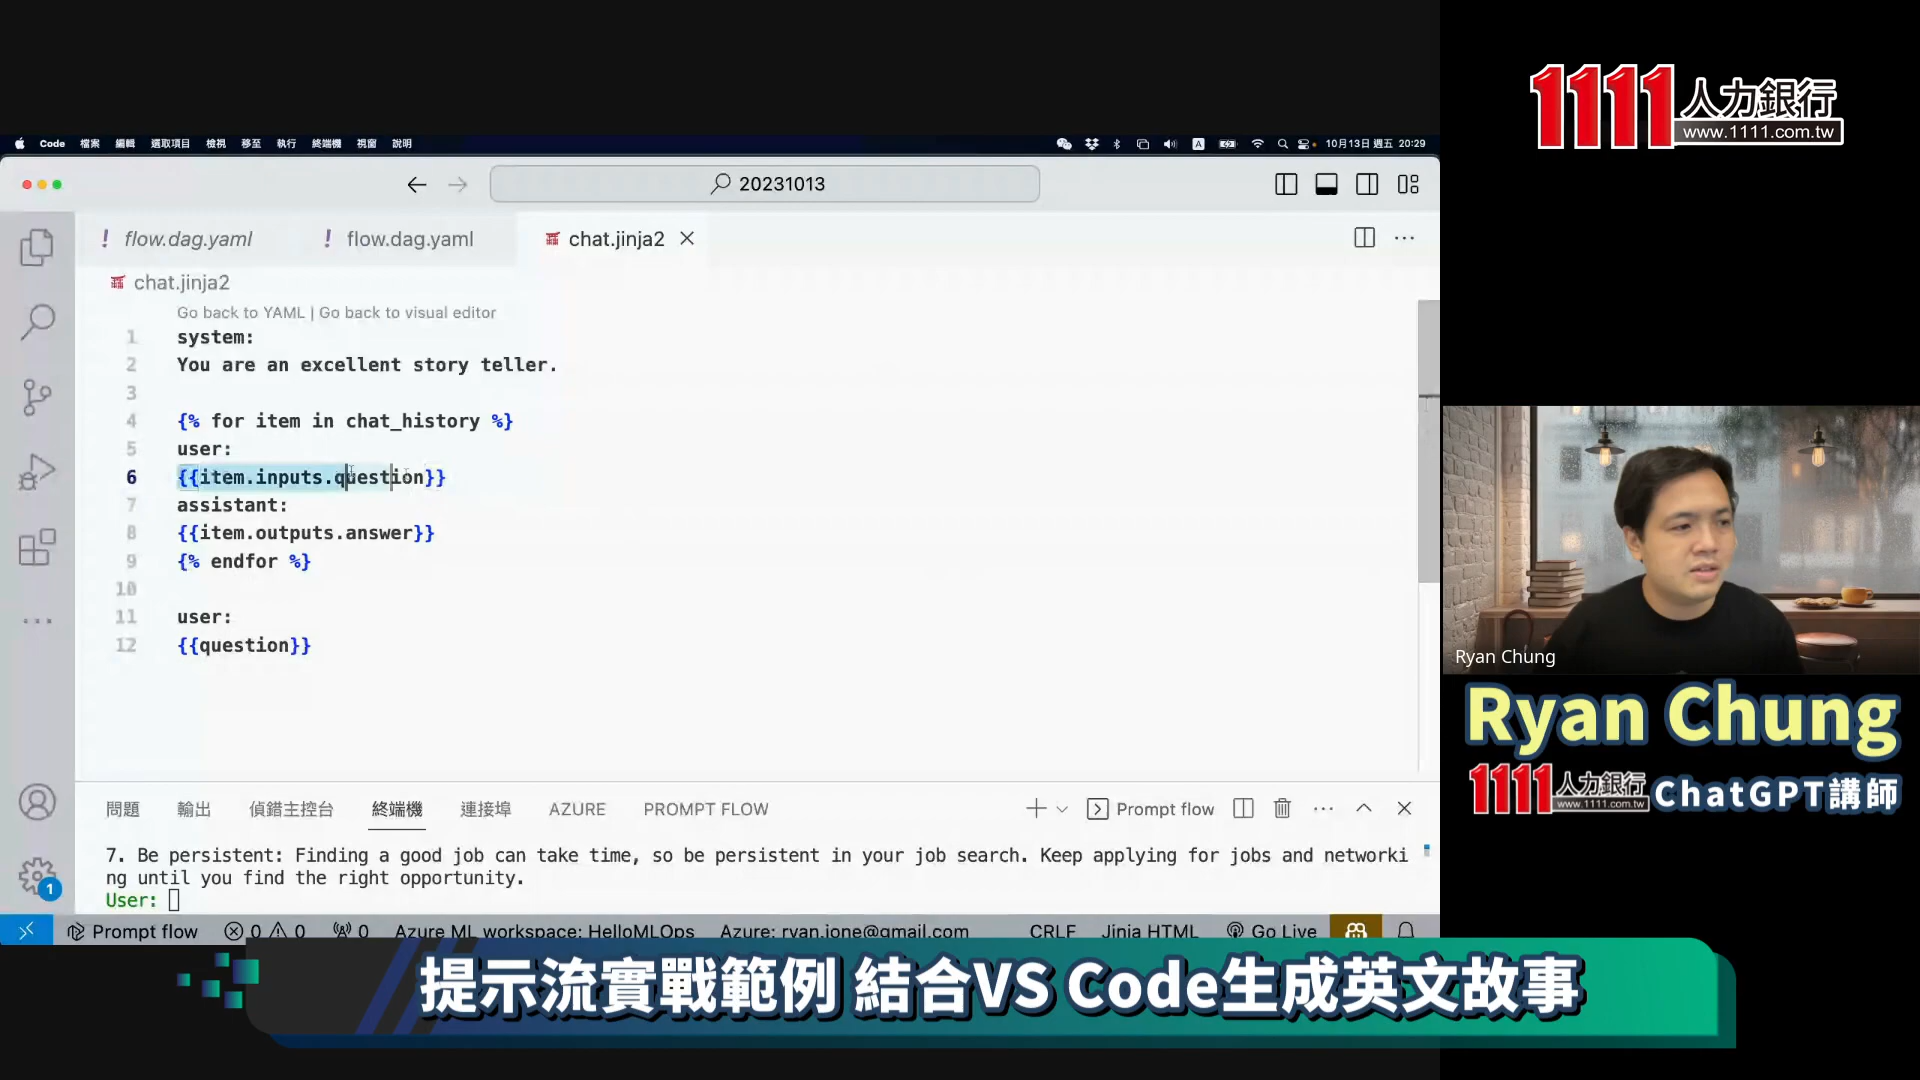 1111人力銀行
www.1111.com.tw
Code 檔案 編輯 選取項目 檢視 移至 執行 終端機 視窗 說明
A
10月13日 週五 20:29
20231013
! flow.dag.yaml
! flow.dag.yaml
chat.jinja2
chat.jinja2
Go back to YAML | Go back to visual editor
1 system:
2 You are an excellent story teller.
3
4 {% for item in chat_history %}
5 user:
6 {{item.inputs.question}}
7 assistant:
8 {{item.outputs.answer}}
9 {% endfor %}
10
11 user:
12 {{question}}
Ryan Chung
Ryan Chung
1111人力銀行
www.1111.com.tw
ChatGPT講師
問題 輸出 偵錯主控台 終端機 連接埠 AZURE PROMPT FLOW
Prompt flow
7. Be persistent: Finding a good job can take time, so be persistent in your job search. Keep applying for jobs and networki
ng until you find the right opportunity.
User:
1
Prompt flow 0 0 0 Azure ML workspace: HelloMLOps Azure: ryan.ione@gmail.com CRLF Jinja HTML Go Live
提示流實戰範例 結合VS Code生成英文故事